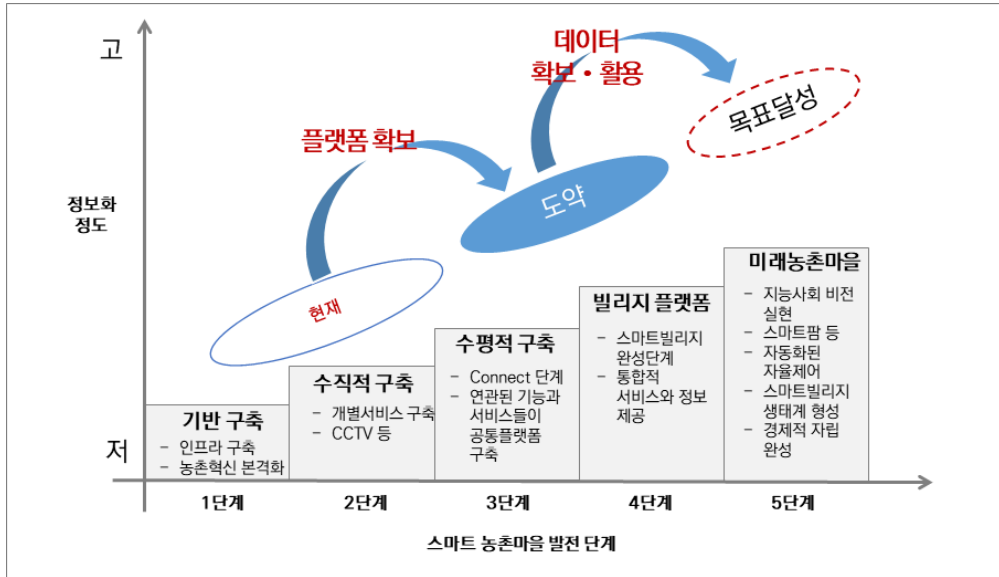 고
데이터
확보·활용
목표달성
플랫폼 확보
도약
정보화
정도
현재
미래농촌마을
- 지능사회 비전
실현
- 스마트팜 등
- 자동화된
자율제어
- 스마트빌리지
생태계 형성
- 경제적 자립
완성
빌리지 플랫폼
- 스마트빌리지
완성단계
- 통합적
서비스와 정보
제공
수평적 구축
- Connect 단계
- 연관된 기능과
서비스들이
공통플랫폼
구축
수직적 구축
- 개별서비스 구축
- CCTV 등
기반 구축
- 인프라 구축
- 농촌혁신 본격화
저
1단계
2단계
3단계
4단계
5단계
스마트 농촌마을 발전 단계